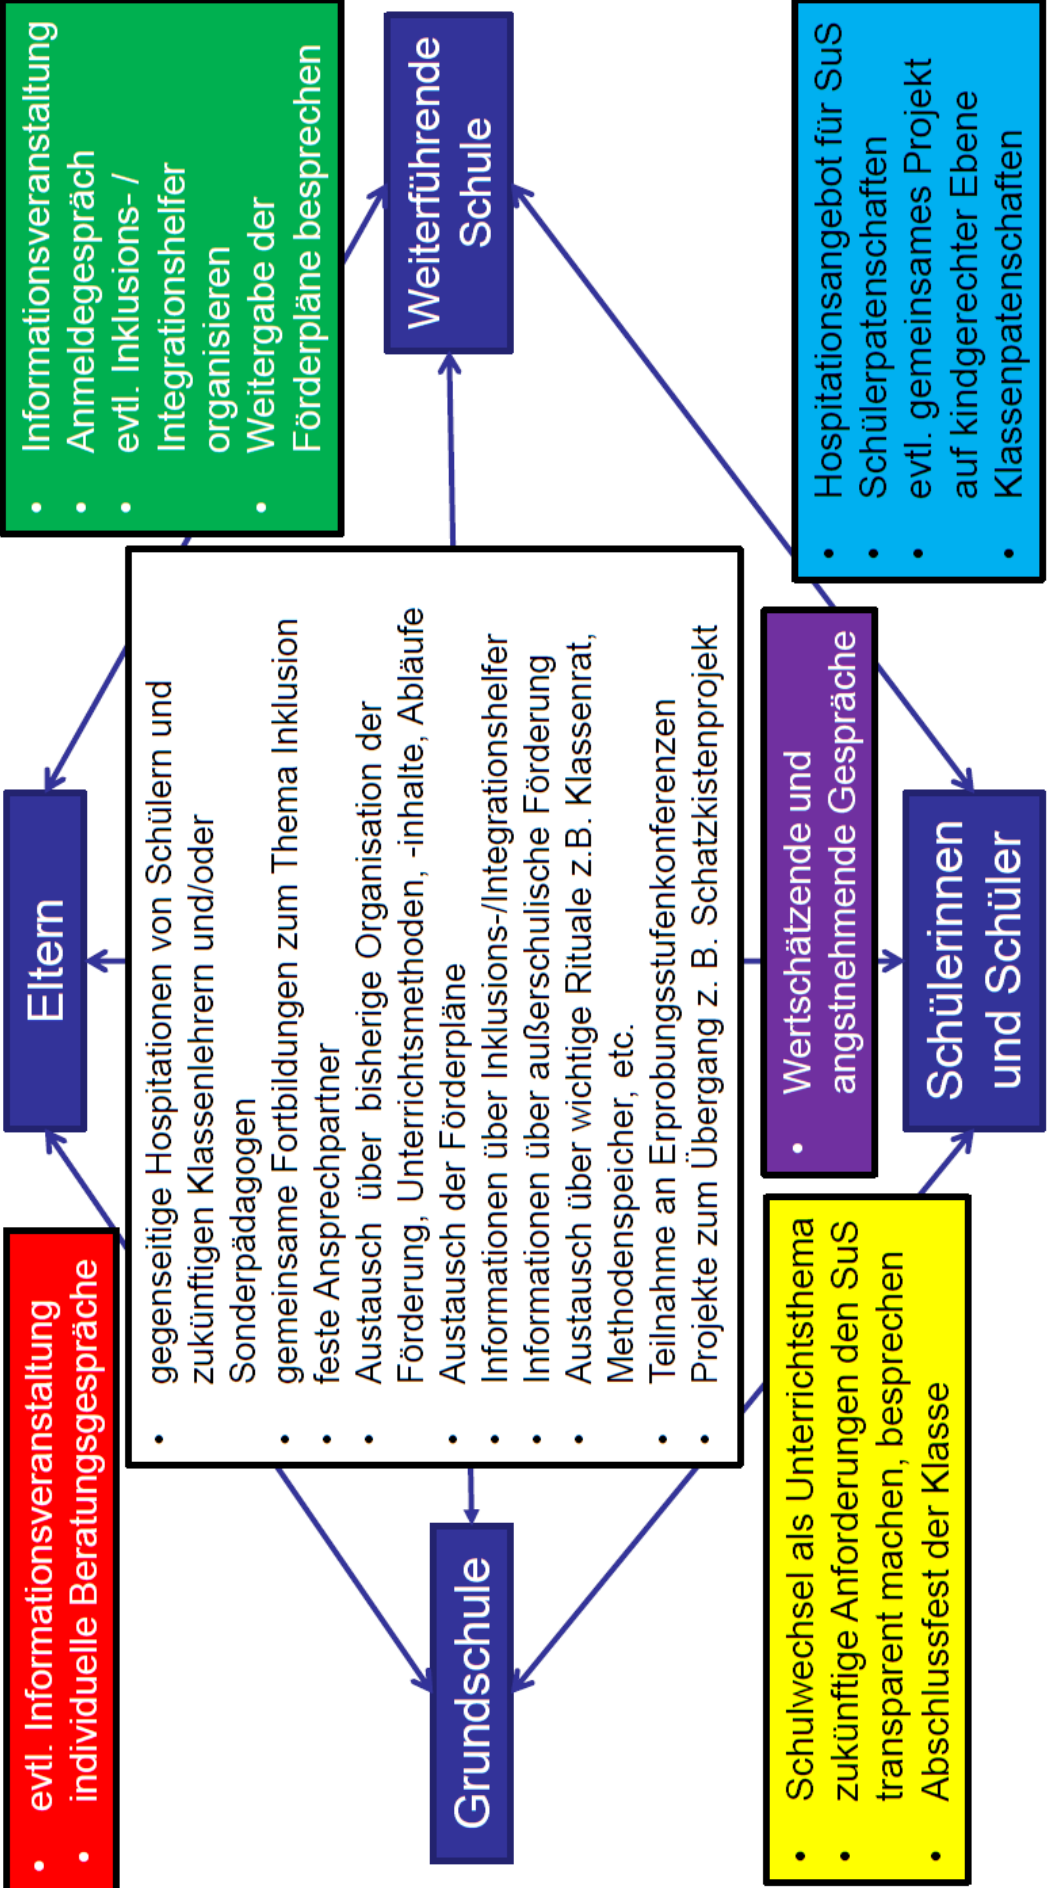 evtl. Informationsveranstaltung
individuelle Beratungsgespräche
Eltern
Informationsveranstaltung
Anmeldegespräch
evtl. Inklusions- /
Integrationshelfer
organisieren
Weitergabe der
Förderpläne besprechen
Grundschule
gegenseitige Hospitationen von Schülern und
zukünftigen Klassenlehrern und/oder
Sonderpädagogen
gemeinsame Fortbildungen zum Thema Inklusion
feste Ansprechpartner
Austausch über bisherige Organisation der
Förderung, Unterrichtsmethoden, -inhalte, Abläufe
Austausch der Förderpläne
Informationen über Inklusions-/Integrationshelfer
Informationen über außerschulische Förderung
Austausch über wichtige Rituale z.B. Klassenrat,
Methodenspeicher, etc.
Teilnahme an Erprobungsstufenkonferenzen
Projekte zum Übergang z. B. Schatzkistenprojekt
Weiterführende
Schule
Schulwechsel als Unterrichtsthema
zukünftige Anforderungen den SuS
transparent machen, besprechen
Abschlussfest der Klasse
Wertschätzende und
angstnehmende Gespräche
Schülerinnen
und Schüler
Hospitationsangebot für SuS
Schülerpatenschaften
evtl. gemeinsames Projekt
auf kindgerechter Ebene
Klassenpatenschaften